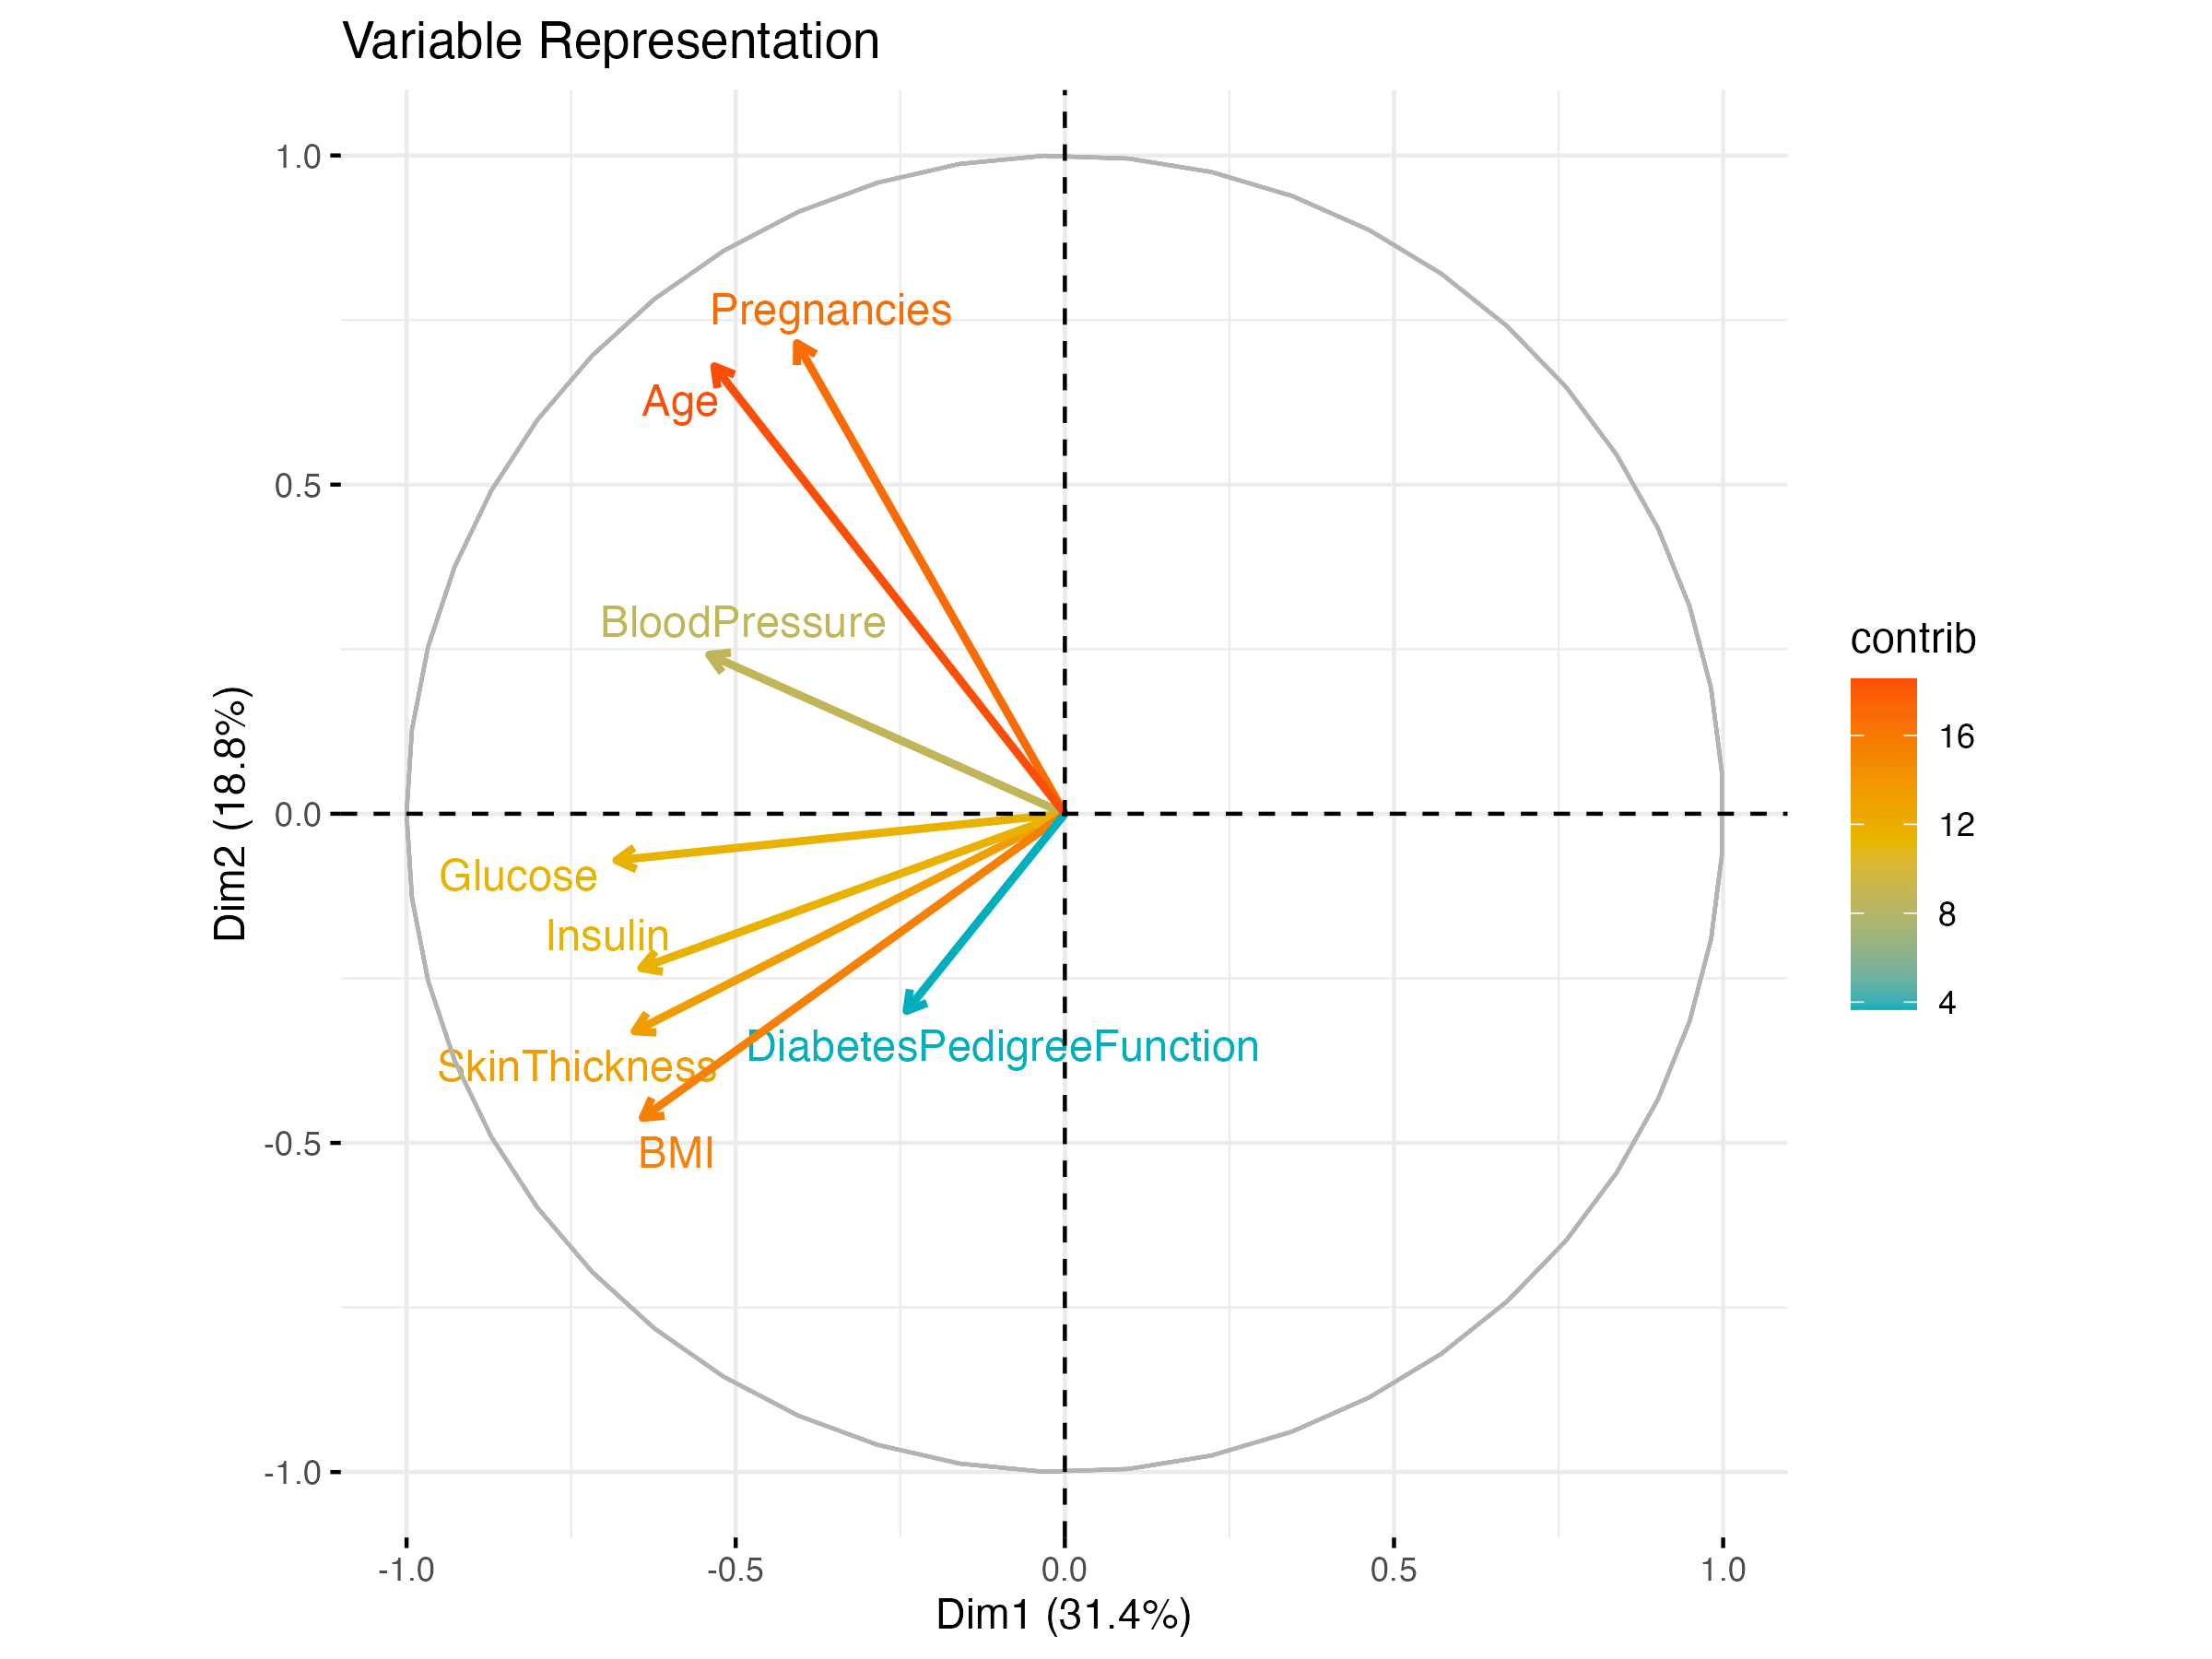 Variable Representation
1.0
0.5
0.0
-0.5
-1.0
Dim2 (18.8%)
Pregnancies
Age
BloodPressure
Glucose
Insulin
SkinThickness
DiabetesPedigreeFunction
BMI
-1.0
-0.5
0.0
0.5
1.0
Dim1 (31.4%)
contrib
16
12
8
4